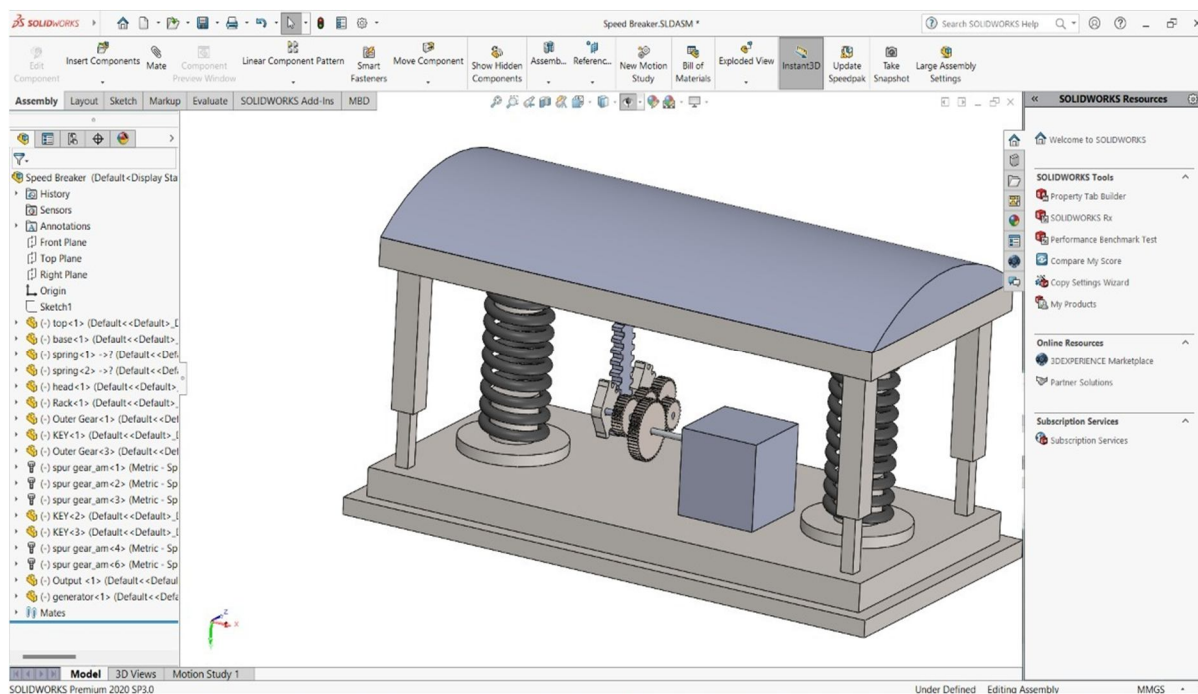 SOLIDWORKS
Speed Breaker.SLDASM *
Search SOLIDWORKS Help
Edit Component
Insert Components
Mate
Component Preview Window
Linear Component Pattern
Smart Fasteners
Move Component
Show Hidden Components
Assemb...
Referenc...
New Motion Study
Bill of Materials
Exploded View
Instant3D
Update Speedpak
Take Snapshot
Large Assembly Settings
Assembly Layout Sketch Markup Evaluate SOLIDWORKS Add-Ins MBD
Speed Breaker (Default<Display Sta
History
Sensors
Annotations
Front Plane
Top Plane
Right Plane
Origin
Sketch1
(-) top<1> (Default<<Default>_D
(-) base<1> (Default<<Default>_
(-) spring<1> ->? (Default<<Defa
(-) spring<2> ->? (Default<<Defa
(-) head<1> (Default<<Default>_
(-) Rack<1> (Default<<Default>_
(-) Outer Gear<1> (Default<<Def
(-) KEY<1> (Default<<Default>_D
(-) Outer Gear<3> (Default<<Def
(-) spur gear_am<1> (Metric - Sp
(-) spur gear_am<2> (Metric - Sp
(-) spur gear_am<3> (Metric - Sp
(-) KEY<2> (Default<<Default>_D
(-) KEY<3> (Default<<Default>_D
(-) spur gear_am<4> (Metric - Sp
(-) spur gear_am<6> (Metric - Sp
(-) Output <1> (Default<<Defaul
(-) generator<1> (Default<<Defa
Mates
SOLIDWORKS Resources
Welcome to SOLIDWORKS
SOLIDWORKS Tools
Property Tab Builder
SOLIDWORKS Rx
Performance Benchmark Test
Compare My Score
Copy Settings Wizard
My Products
Online Resources
3DEXPERIENCE Marketplace
Partner Solutions
Subscription Services
Subscription Services
z
x
Model 3D Views Motion Study 1
SOLIDWORKS Premium 2020 SP3.0
Under Defined Editing Assembly MMGS